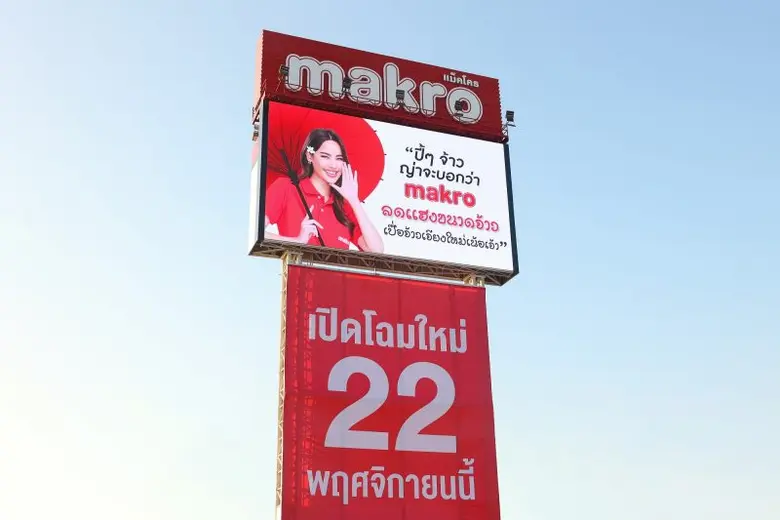 แม็คโคร
makro
“ปี้ๆ จ้าว
ญ่าจะบอกว่า
makro
ลดแฮงขนาดจ้าว
เปื้อจ้าวเจียงใหม่เน้อเจ้า”
เปิดโฉมใหม่
22
พฤศจิกายนนี้